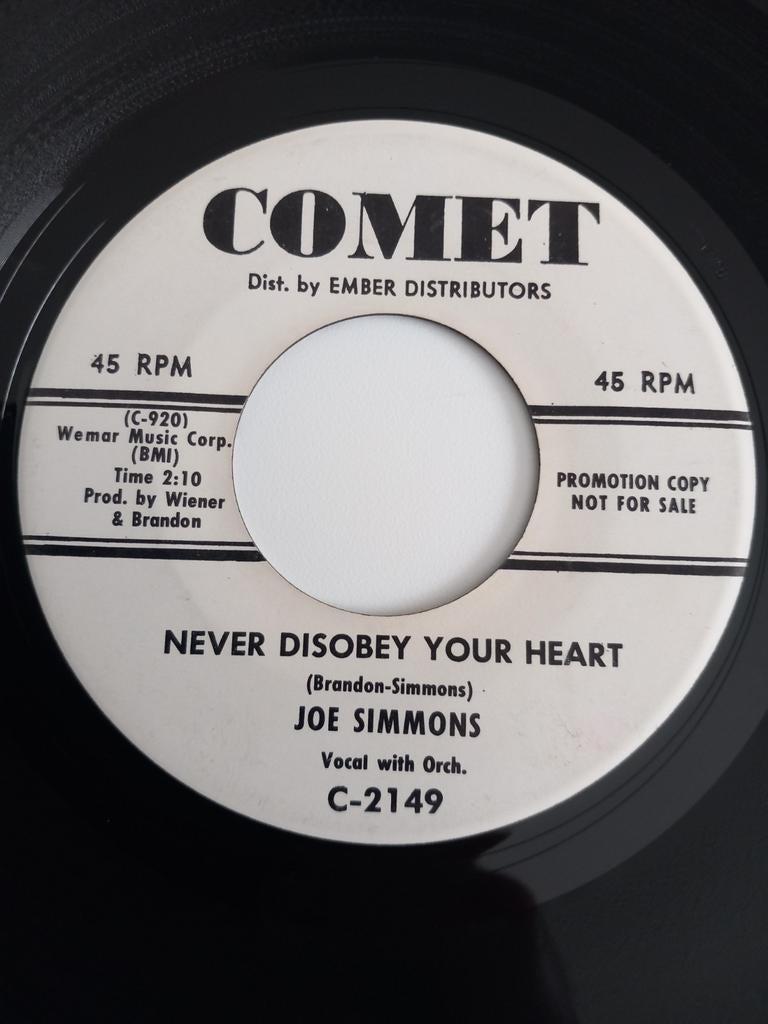 COMET
Dist. by EMBER DISTRIBUTORS
45 RPM
45 RPM
(C-920)
Wemar Music Corp.
(BMI)
Time 2:10
Prod. by Wiener
& Brandon
PROMOTION COPY
NOT FOR SALE
NEVER DISOBEY YOUR HEART
(Brandon-Simmons)
JOE SIMMONS
Vocal with Orch.
C-2149